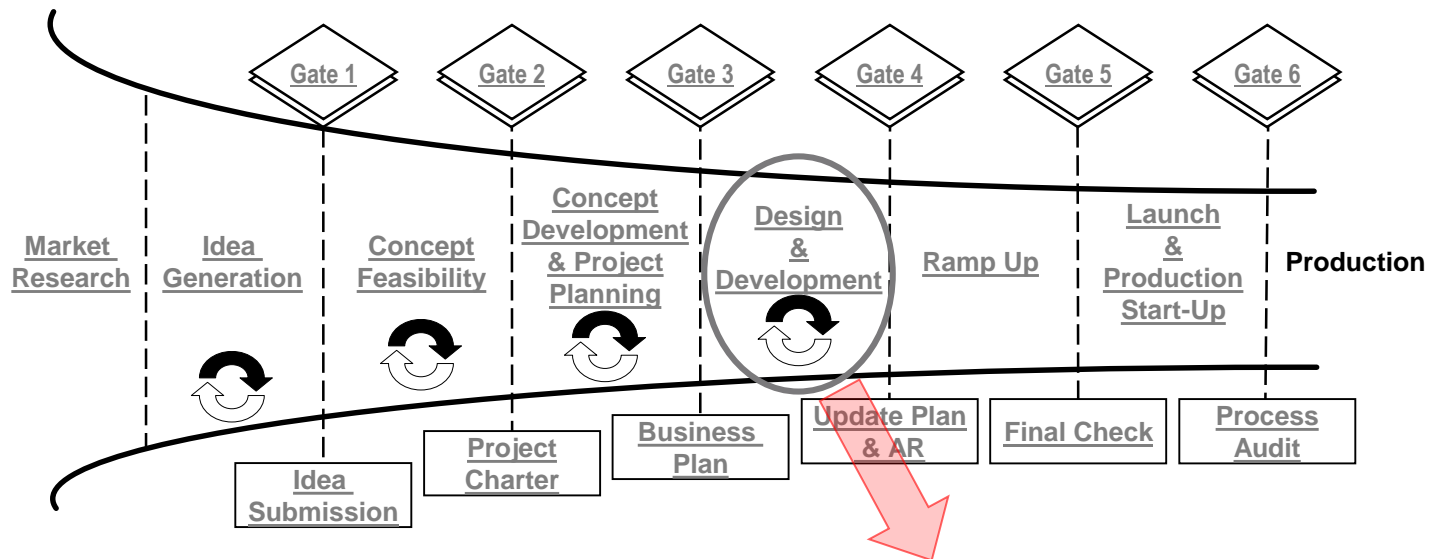 Gate 1
Gate 2
Gate 3
Gate 4
Gate 5
Gate 6
Market
Research
Idea
Generation
Concept
Feasibility
Concept
Development
& Project
Planning
Design
&
Development
Ramp Up
Launch
&
Production
Start-Up
Production
Idea
Submission
Project
Charter
Business
Plan
Update Plan
& AR
Final Check
Process
Audit